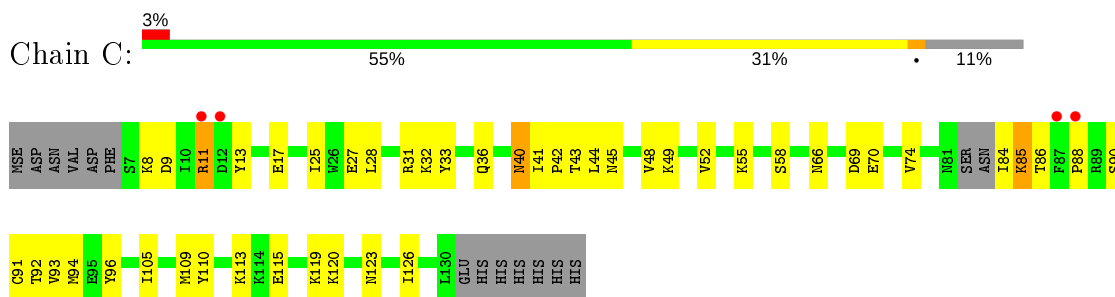 3%
Chain C:
55% 31% • 11%
MSE ASP ASN VAL ASP PHE S7 K8 D9 I10 R11 D12 Y13 E17 I25 W26 E27 L28 R31 K32 Y33 Q36 N40 I41 P42 T43 L44 N45 V48 K49 V52 K55 S58 N66 D69 E70 V74 N81 SER ASN I84 K85 T86 F87 P88 R89 S90
C91 T92 V93 M94 E95 Y96 I105 M109 Y110 K113 K114 E115 K119 K120 N123 I126 L130 GLU HIS HIS HIS HIS HIS HIS